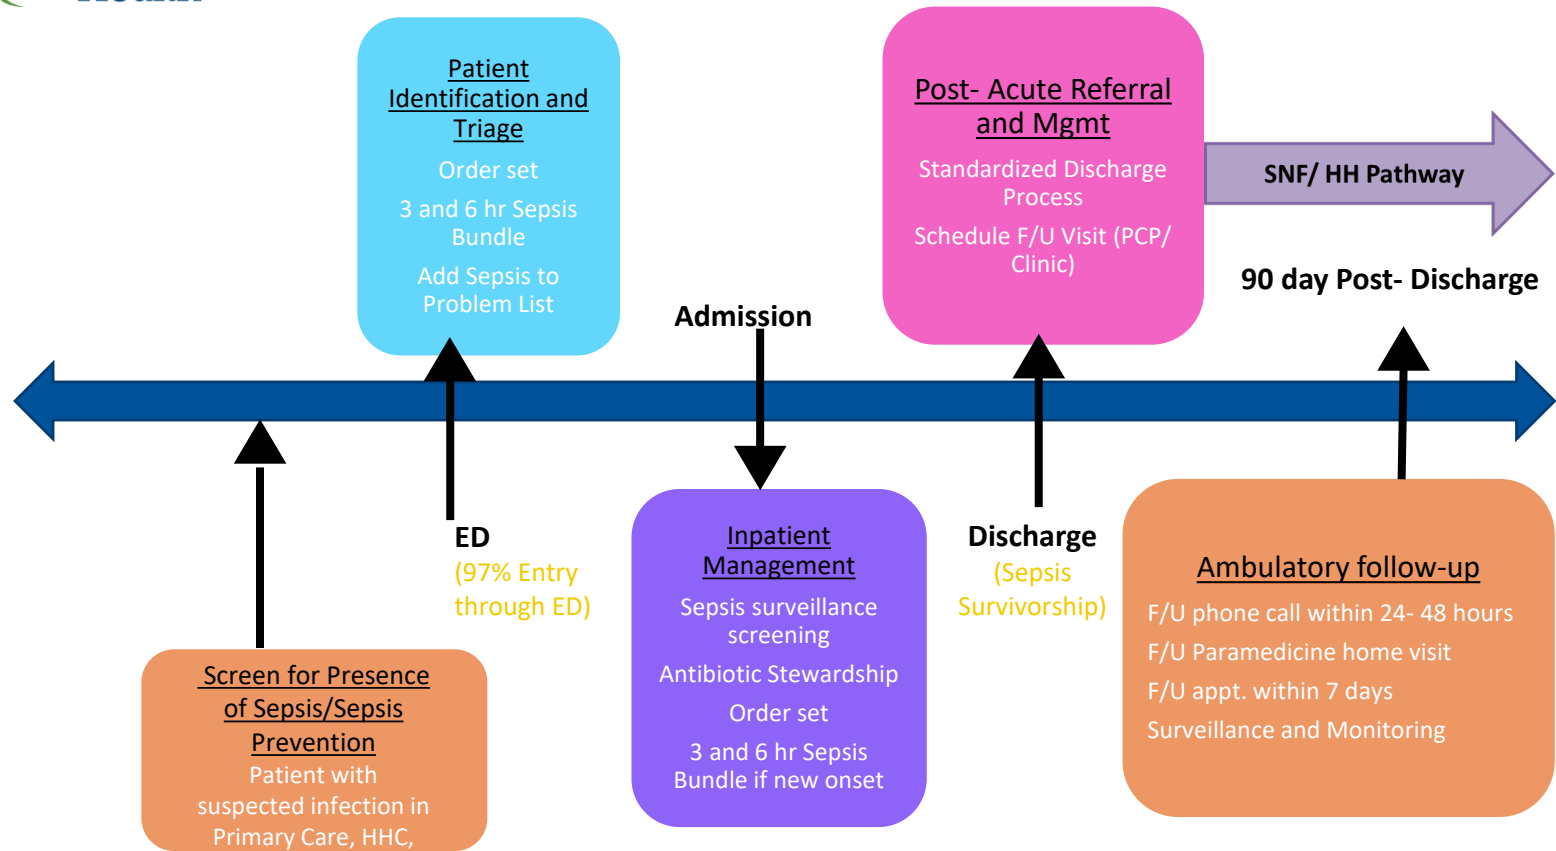 Patient
Identification and
Triage
Order set
3 and 6 hr Sepsis
Bundle
Add Sepsis to
Problem List
Post- Acute Referral
and Mgmt
Standardized Discharge
Process
Schedule F/U Visit (PCP/
Clinic)
SNF/ HH Pathway
90 day Post- Discharge
Admission
ED
(97% Entry
through ED)
Discharge
(Sepsis
Survivorship)
Screen for Presence
of Sepsis/Sepsis
Prevention
Patient with
suspected infection in
Primary Care, HHC,
Inpatient
Management
Sepsis surveillance
screening
Antibiotic Stewardship
Order set
3 and 6 hr Sepsis
Bundle if new onset
Ambulatory follow-up
F/U phone call within 24- 48 hours
F/U Paramedicine home visit
F/U appt. within 7 days
Surveillance and Monitoring